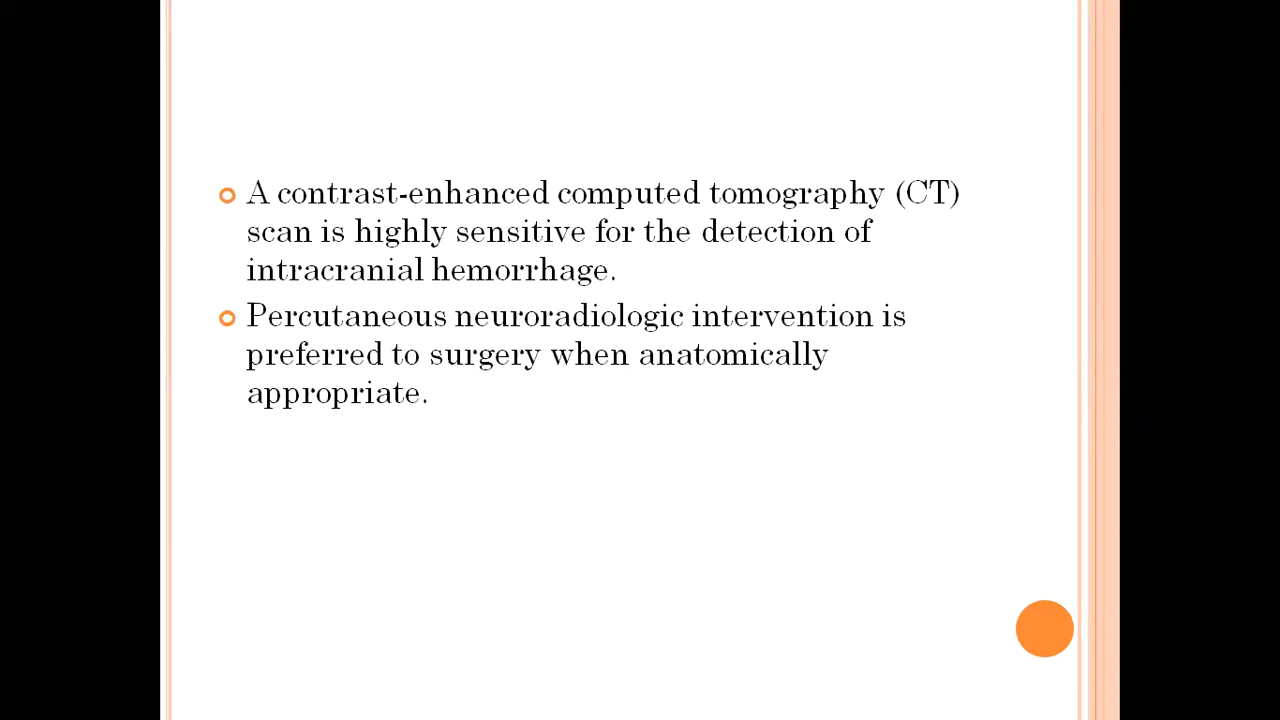 A contrast-enhanced computed tomography (CT)
scan is highly sensitive for the detection of
intracranial hemorrhage.
Percutaneous neuroradiologic intervention is
preferred to surgery when anatomically
appropriate.